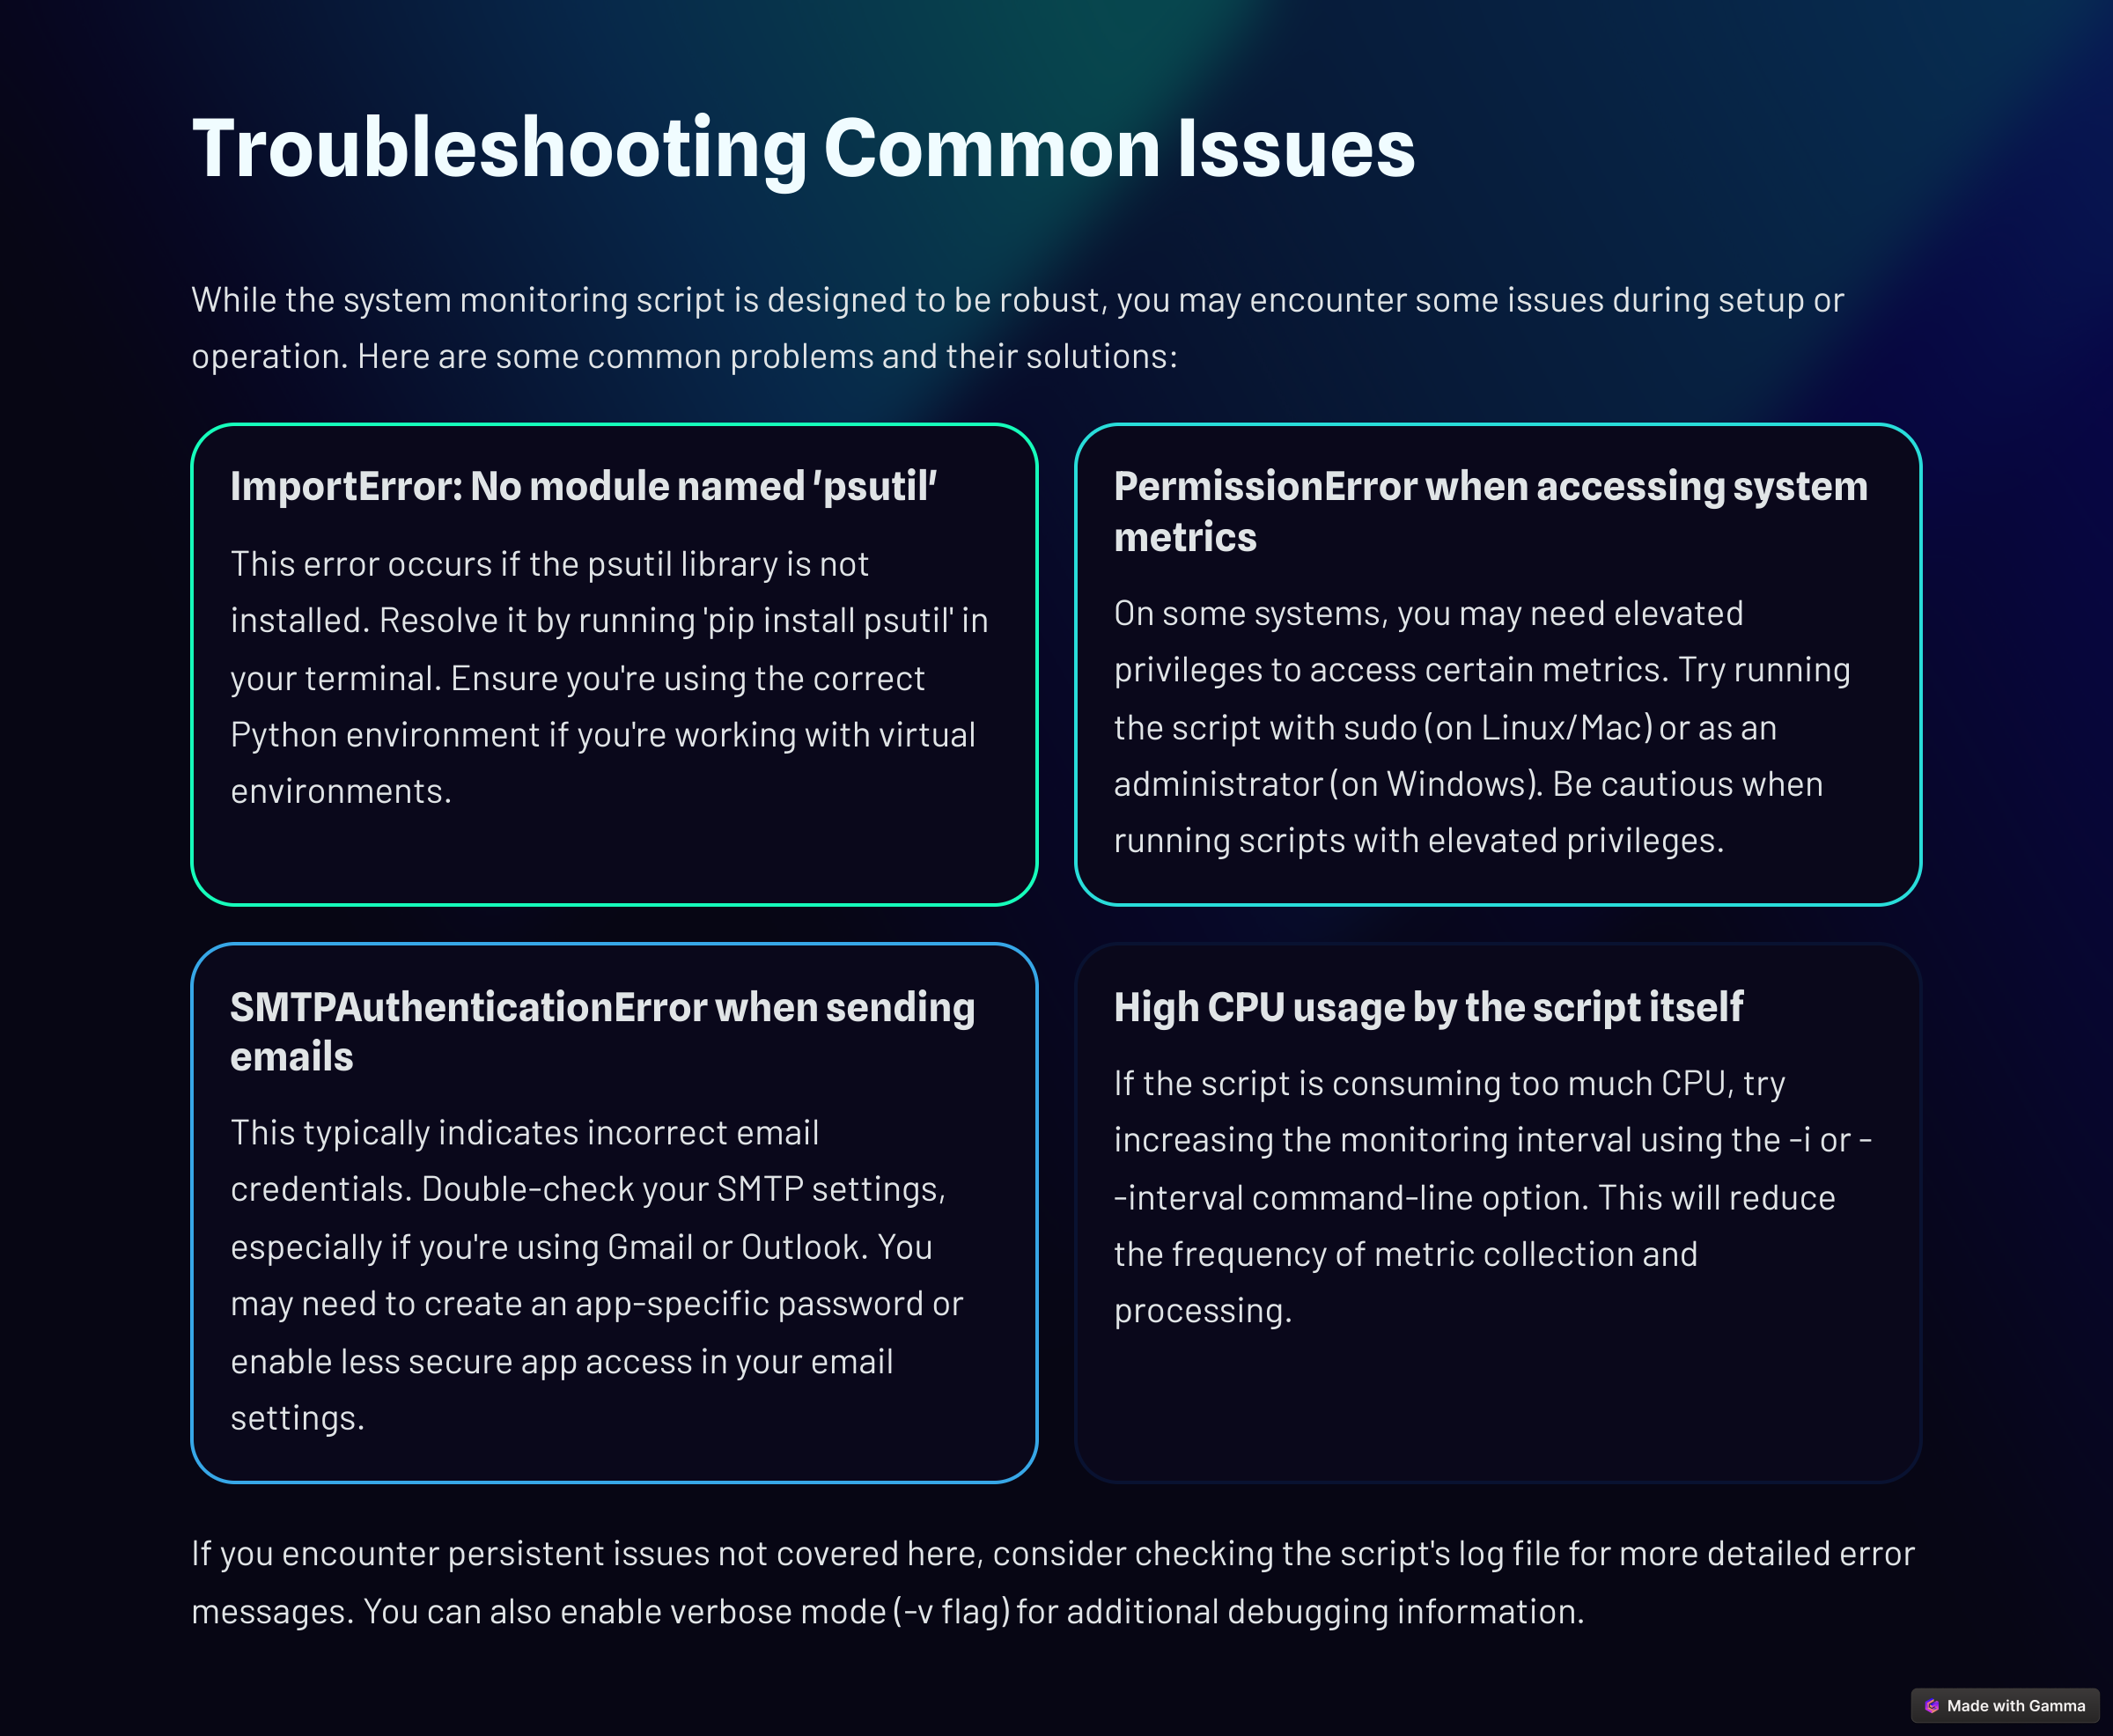 Troubleshooting Common Issues
While the system monitoring script is designed to be robust, you may encounter some issues during setup or
operation. Here are some common problems and their solutions:
ImportError: No module named 'psutil'
This error occurs if the psutil library is not
installed. Resolve it by running 'pip install psutil' in
your terminal. Ensure you're using the correct
Python environment if you're working with virtual
environments.
PermissionError when accessing system
metrics
On some systems, you may need elevated
privileges to access certain metrics. Try running
the script with sudo (on Linux/Mac) or as an
administrator (on Windows). Be cautious when
running scripts with elevated privileges.
SMTPAuthenticationError when sending
emails
This typically indicates incorrect email
credentials. Double-check your SMTP settings,
especially if you're using Gmail or Outlook. You
may need to create an app-specific password or
enable less secure app access in your email
settings.
High CPU usage by the script itself
If the script is consuming too much CPU, try
increasing the monitoring interval using the -i or -
-interval command-line option. This will reduce
the frequency of metric collection and
processing.
If you encounter persistent issues not covered here, consider checking the script's log file for more detailed error
messages. You can also enable verbose mode (-v flag) for additional debugging information.
Made with Gamma